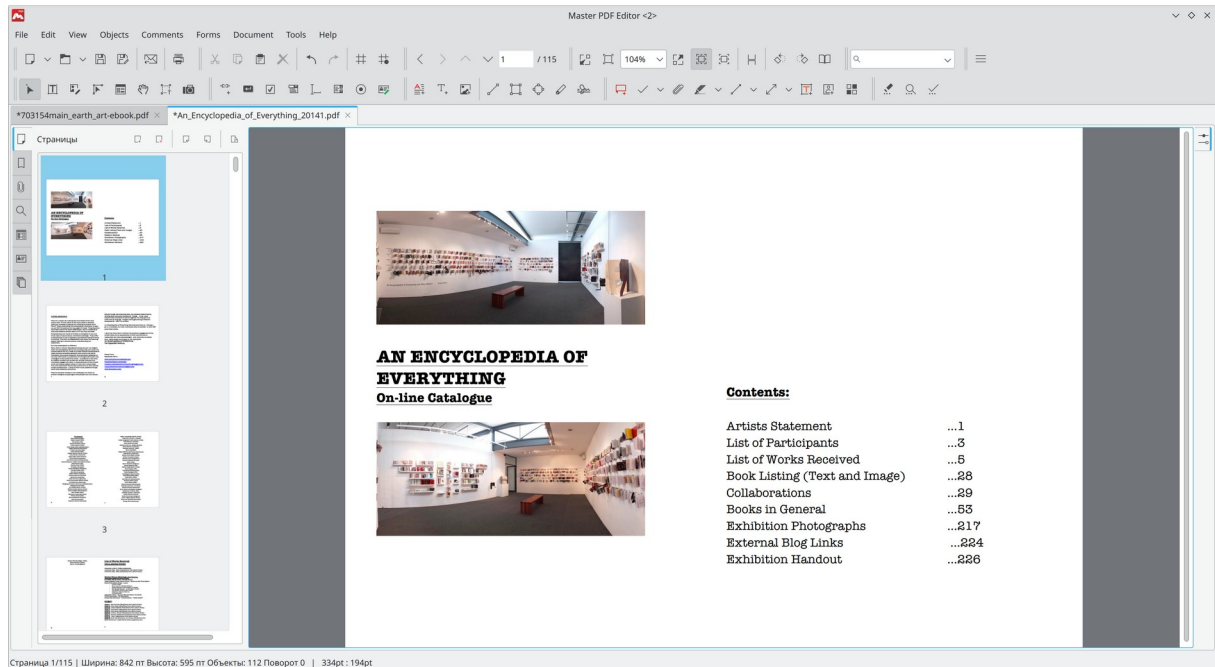 Master PDF Editor <2>
File Edit View Objects Comments Forms Document Tools Help
1 / 115 104%
*703154main_earth_art-ebook.pdf *An_Encyclopedia_of_Everything_20141.pdf
Страницы
1
2
3
AN ENCYCLOPEDIA OF
EVERYTHING
On-line Catalogue
Contents:
Artists Statement ...1
List of Participants ...3
List of Works Received ...5
Book Listing (Text and Image) ...28
Collaborations ...29
Books in General ...53
Exhibition Photographs ...217
External Blog Links ...224
Exhibition Handout ...226
Страница 1/115 | Ширина: 842 пт Высота: 595 пт Объекты: 112 Поворот 0 | 334pt : 194pt